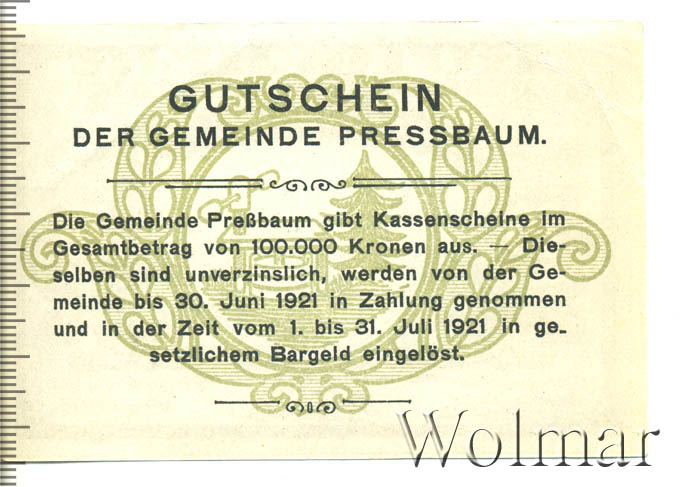 GUTSCHEIN
DER GEMEINDE PRESSBAUM.
Die Gemeinde Preßbaum gibt Kassenscheine im
Gesamtbetrag von 100.000 Kronen aus. — Die-
selben sind unverzinslich, werden von der Ge-
meinde bis 30. Juni 1921 in Zahlung genommen
und in der Zeit vom 1. bis 31. Juli 1921 in ge-
setzlichem Bargeld eingelöst.
Wolmar